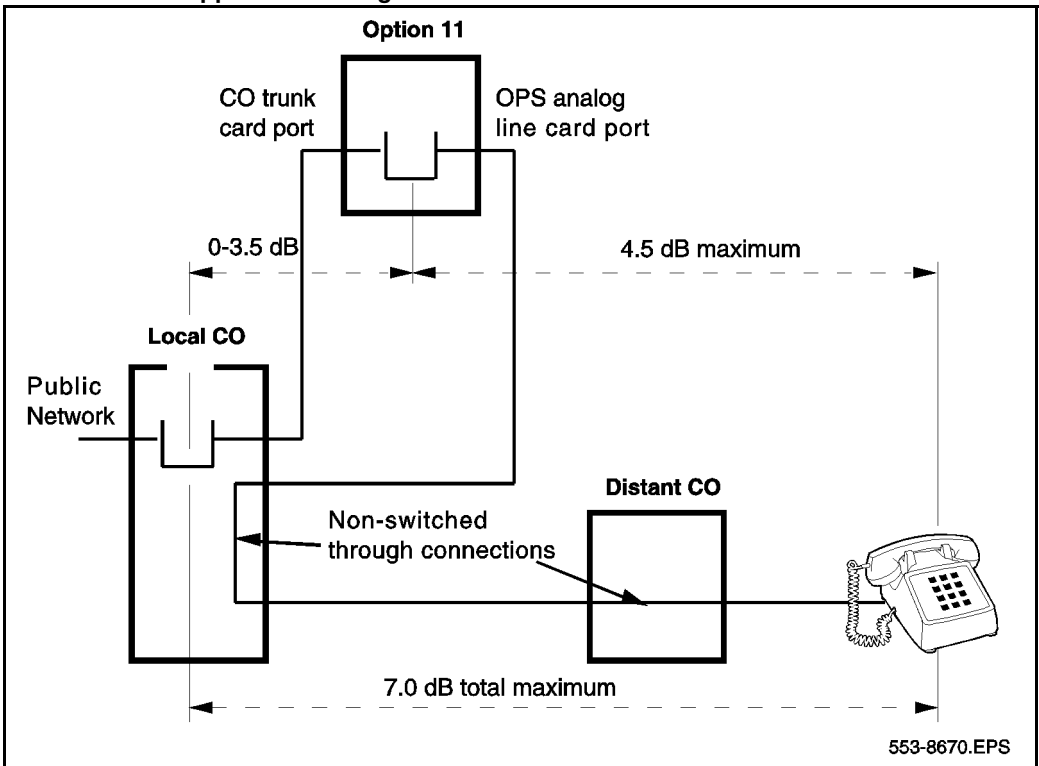 Option 11
CO trunk
card port
OPS analog
line card port
0-3.5 dB
4.5 dB maximum
Local CO
Public
Network
Distant CO
Non-switched
through connections
7.0 dB total maximum
553-8670.EPS